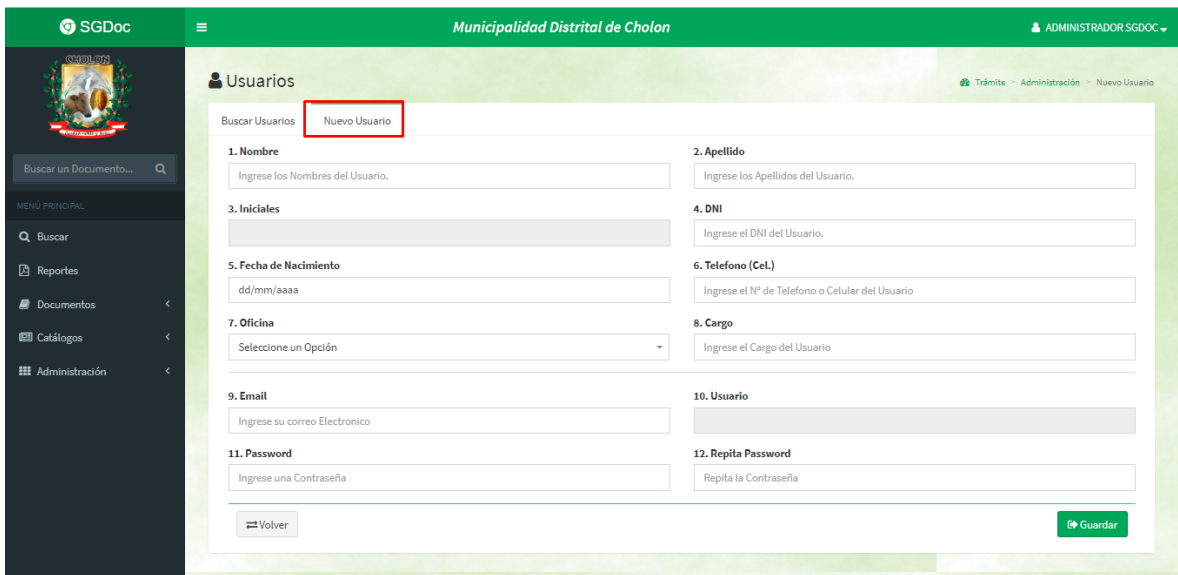 SGDoc
Municipalidad Distrital de Cholon
ADMINISTRADOR SGDOC
CHOLON
Usuarios
Trámite > Administración > Nuevo Usuario
Buscar Usuarios Nuevo Usuario
Buscar un Documento...
MENÚ PRINCIPAL
Buscar
Reportes
Documentos
Catálogos
Administración
1. Nombre 2. Apellido
Ingrese los Nombres del Usuario. Ingrese los Apellidos del Usuario.
3. Iniciales 4. DNI
Ingrese el DNI del Usuario.
5. Fecha de Nacimiento 6. Telefono (Cel.)
dd/mm/aaaa Ingrese el N° de Telefono o Celular del Usuario
7. Oficina 8. Cargo
Seleccione un Opción Ingrese el Cargo del Usuario
9. Email 10. Usuario
Ingrese su correo Electronico
11. Password 12. Repita Password
Ingrese una Contraseña Repita la Contraseña
Volver Guardar